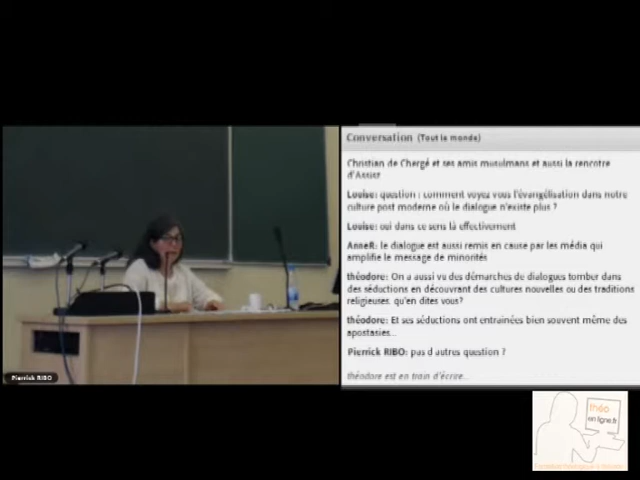 Conversation (Tout le monde)
Christian de Chergé et ses amis musulmans et aussi la renrotre
d'Assise
Louise: question : comment voyez vous l'évangélisation dans notre
culture post moderne où le dialogue n'existe plus ?
Louise: oui dans ce sens là effectivement
AnneR: le dialogue est aussi remis en cause par les média qui
amplifie le message de minorités
théodore: On a aussi vu des démarches de dialogues tomber dans
des séductions en découvrant des cultures nouvelles ou des traditions
religieuses. qu'en dites vous?
théodore: Et ses séductions ont entrainées bien souvent même des
apostasies...
Pierrick RIBO: pas d autres question ?
théodore est en train d'écrire...
Pierrick RIBO
théo
en ligne.fr